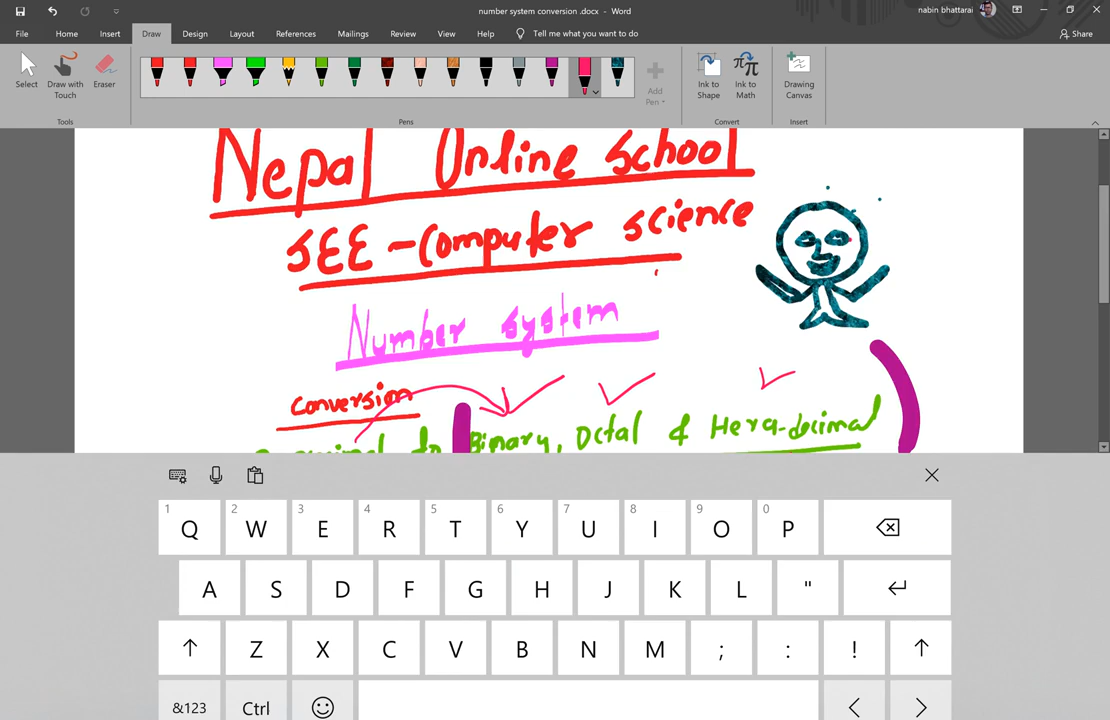 number system conversion .docx - Word
nabin bhattarai
File Home Insert Draw Design Layout References Mailings Review View Help Tell me what you want to do Share
Select Draw with Touch Eraser Add Pen Ink to Shape Ink to Math Drawing Canvas
Tools Pens Convert Insert
Nepal Online School
SEE - Computer science
Number system
Conversion
to Binary, Octal & Hexa-decimal
1 2 3 4 5 6 7 8 9 0
Q W E R T Y U I O P
A S D F G H J K L "
Z X C V B N M ; : !
&123 Ctrl